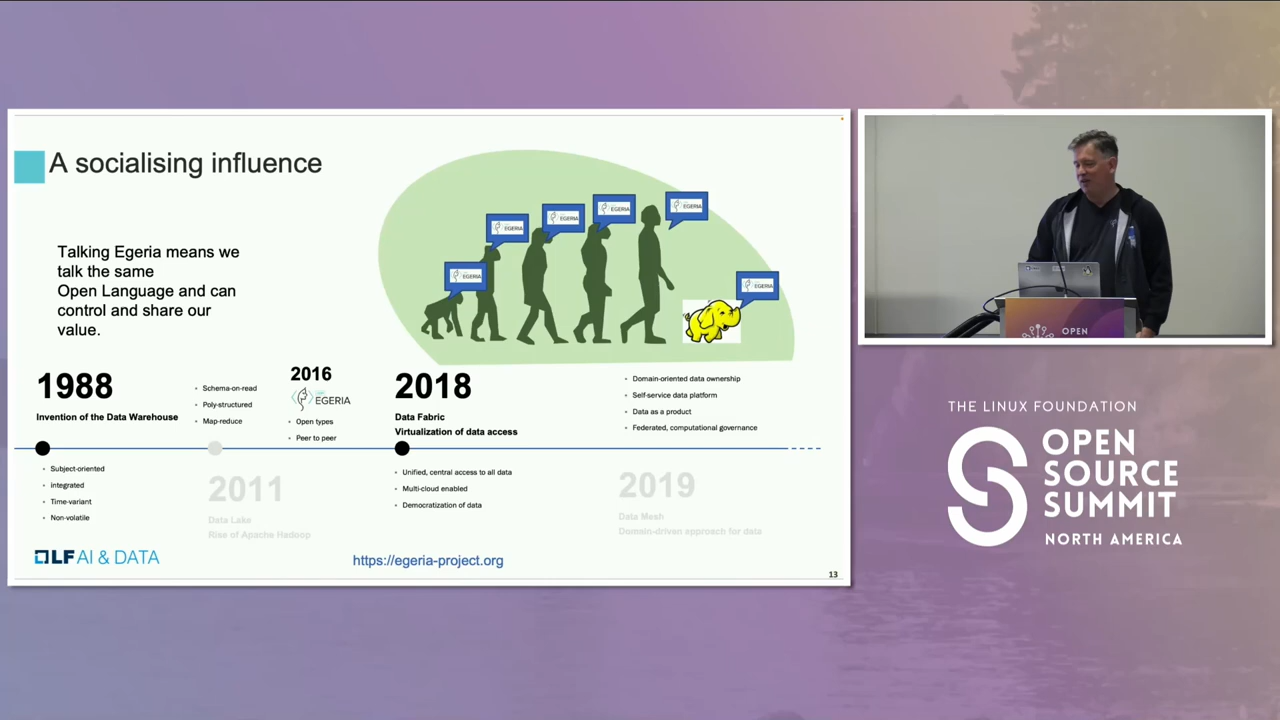 A socialising influence
Talking Egeria means we
talk the same
Open Language and can
control and share our
value.
EGERIA
EGERIA
EGERIA
EGERIA
EGERIA
EGERIA
1988
Invention of the Data Warehouse
• Subject-oriented
• integrated
• Time-variant
• Non-volatile
• Schema-on-read
• Poly-structured
• Map-reduce
2011
Data Lake
Rise of Apache Hadoop
2016
EGERIA
• Open types
• Peer to peer
2018
Data Fabric
Virtualization of data access
• Unified, central access to all data
• Multi-cloud enabled
• Democratization of data
• Domain-oriented data ownership
• Self-service data platform
• Data as a product
• Federated, computational governance
2019
Data Mesh
Domain-driven approach for data
LF AI & DATA
https://egeria-project.org
13
OPEN
THE LINUX FOUNDATION
OPEN
SOURCE
SUMMIT
NORTH AMERICA